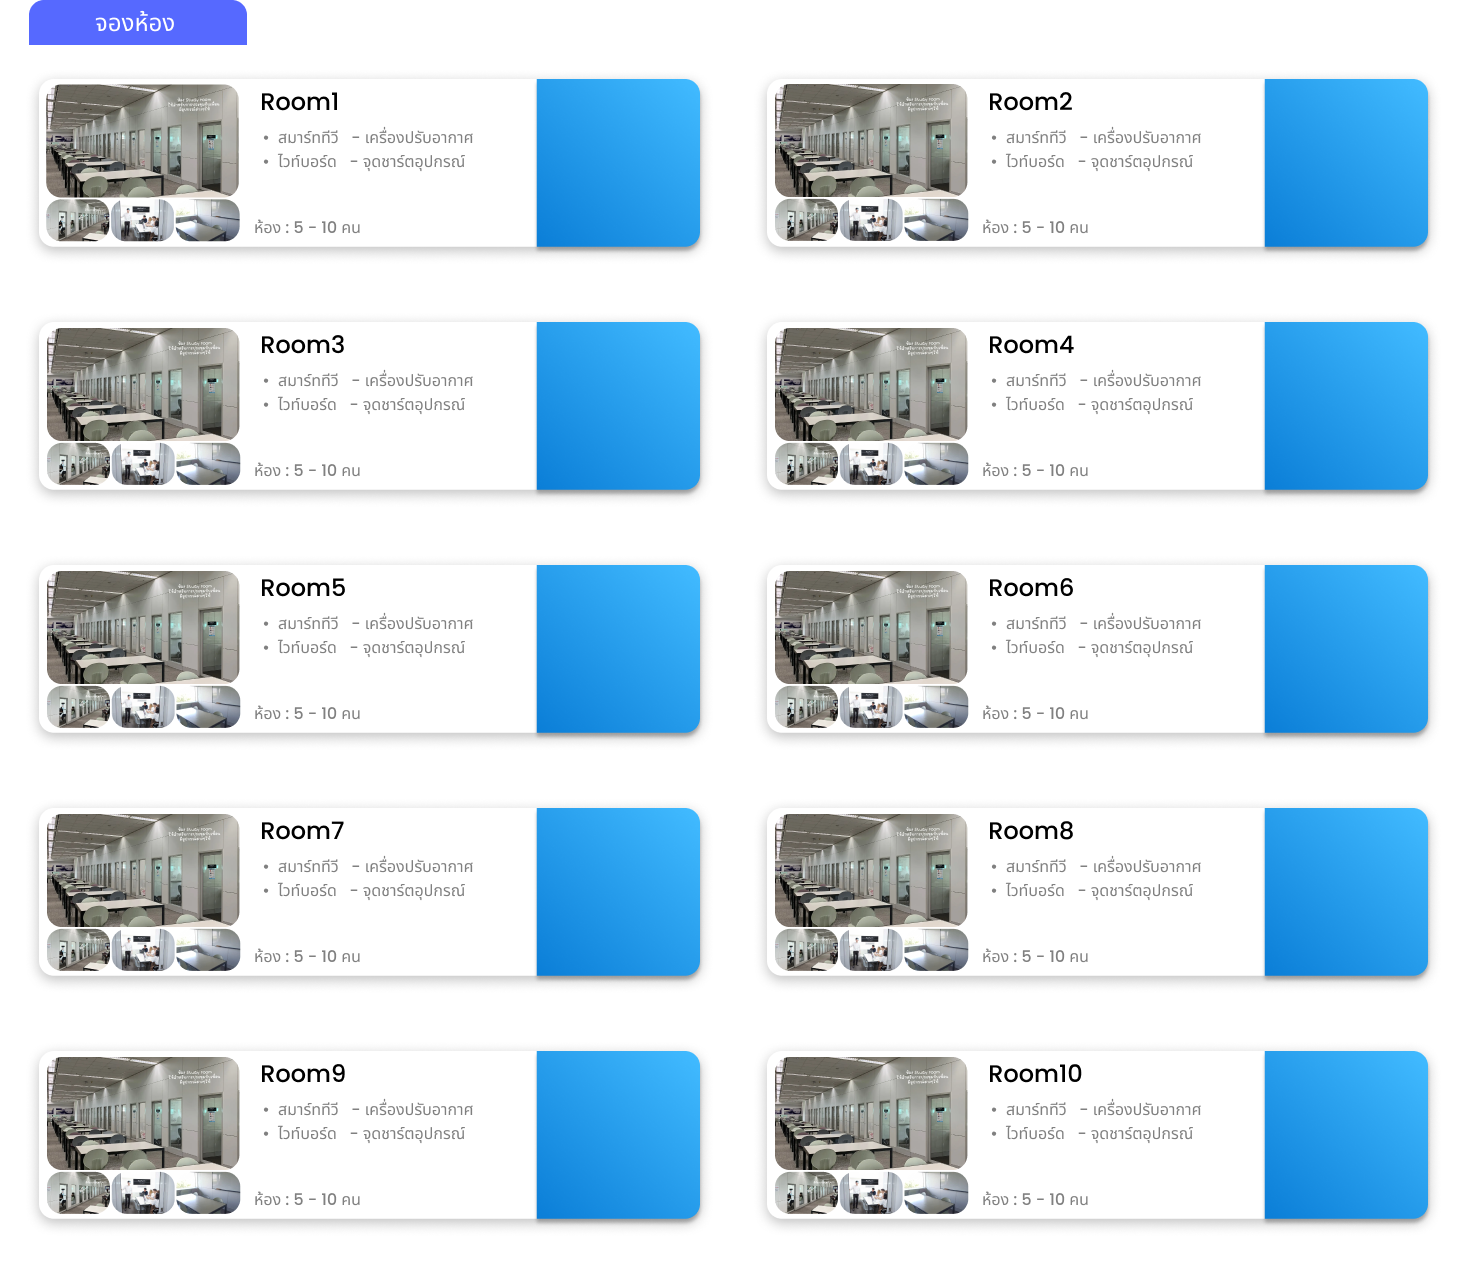 จองห้อง
Room1
• สมาร์ททีวี - เครื่องปรับอากาศ
• ไวท์บอร์ด - จุดชาร์ตอุปกรณ์
ห้อง : 5 - 10 คน
Room2
• สมาร์ททีวี - เครื่องปรับอากาศ
• ไวท์บอร์ด - จุดชาร์ตอุปกรณ์
ห้อง : 5 - 10 คน
Room3
• สมาร์ททีวี - เครื่องปรับอากาศ
• ไวท์บอร์ด - จุดชาร์ตอุปกรณ์
ห้อง : 5 - 10 คน
Room4
• สมาร์ททีวี - เครื่องปรับอากาศ
• ไวท์บอร์ด - จุดชาร์ตอุปกรณ์
ห้อง : 5 - 10 คน
Room5
• สมาร์ททีวี - เครื่องปรับอากาศ
• ไวท์บอร์ด - จุดชาร์ตอุปกรณ์
ห้อง : 5 - 10 คน
Room6
• สมาร์ททีวี - เครื่องปรับอากาศ
• ไวท์บอร์ด - จุดชาร์ตอุปกรณ์
ห้อง : 5 - 10 คน
Room7
• สมาร์ททีวี - เครื่องปรับอากาศ
• ไวท์บอร์ด - จุดชาร์ตอุปกรณ์
ห้อง : 5 - 10 คน
Room8
• สมาร์ททีวี - เครื่องปรับอากาศ
• ไวท์บอร์ด - จุดชาร์ตอุปกรณ์
ห้อง : 5 - 10 คน
Room9
• สมาร์ททีวี - เครื่องปรับอากาศ
• ไวท์บอร์ด - จุดชาร์ตอุปกรณ์
ห้อง : 5 - 10 คน
Room10
• สมาร์ททีวี - เครื่องปรับอากาศ
• ไวท์บอร์ด - จุดชาร์ตอุปกรณ์
ห้อง : 5 - 10 คน